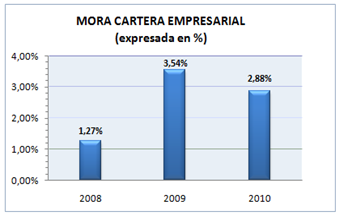 MORA CARTERA EMPRESARIAL
(expresada en %)
4,00%
3,00%
2,00%
1,00%
0,00%
1,27%
3,54%
2,88%
2008 2009 2010